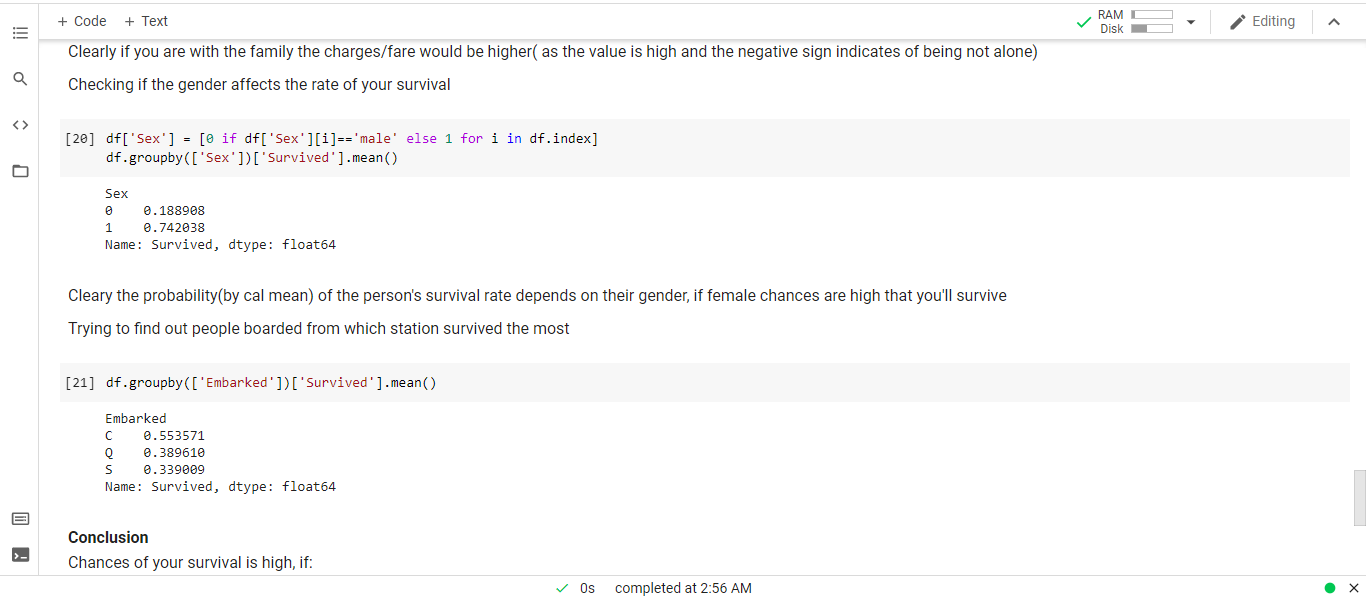 + Code + Text
RAM
Disk
Editing
Clearly if you are with the family the charges/fare would be higher( as the value is high and the negative sign indicates of being not alone)
Checking if the gender affects the rate of your survival
[20] df['Sex'] = [0 if df['Sex'][i]=='male' else 1 for i in df.index]
df.groupby(['Sex'])['Survived'].mean()
Sex
0 0.188908
1 0.742038
Name: Survived, dtype: float64
Cleary the probability(by cal mean) of the person's survival rate depends on their gender, if female chances are high that you'll survive
Trying to find out people boarded from which station survived the most
[21] df.groupby(['Embarked'])['Survived'].mean()
Embarked
C 0.553571
Q 0.389610
S 0.339009
Name: Survived, dtype: float64
Conclusion
Chances of your survival is high, if:
0s completed at 2:56 AM